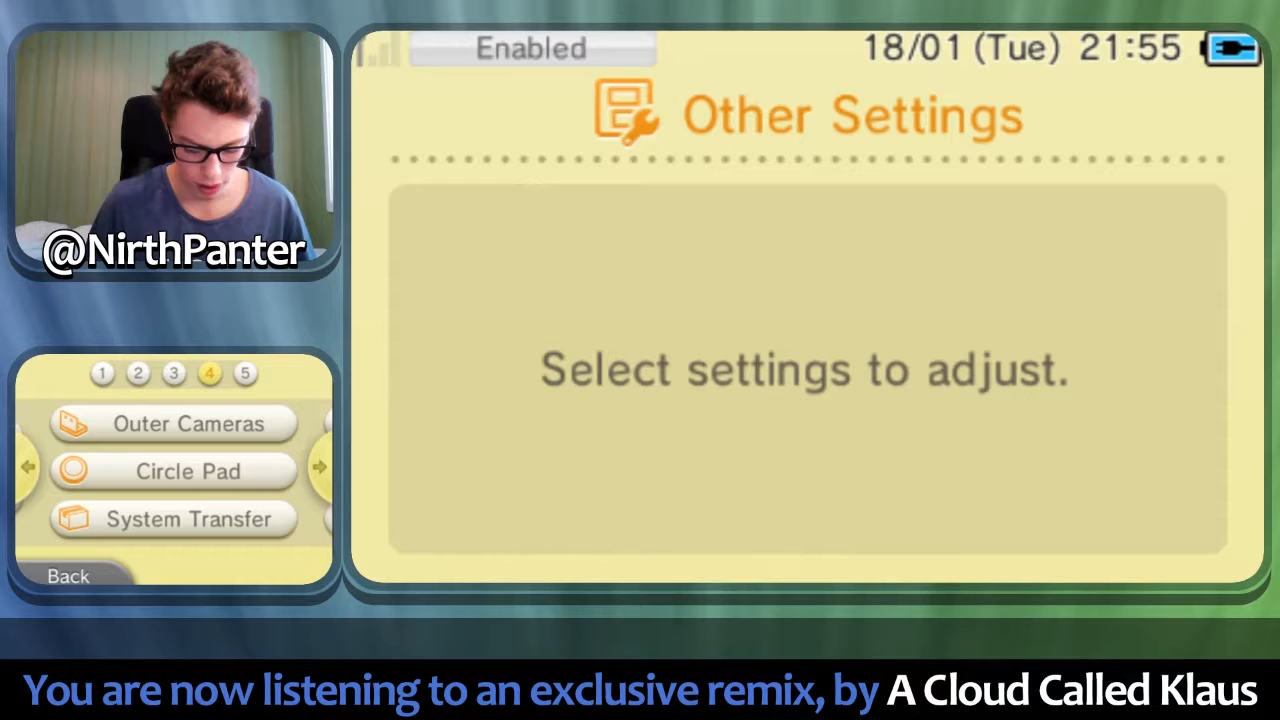 Enabled
18/01 (Tue) 21:55
Other Settings
Select settings to adjust.
@NirthPanter
1 2 3 4 5
Outer Cameras
Circle Pad
System Transfer
Back
You are now listening to an exclusive remix, by A Cloud Called Klaus